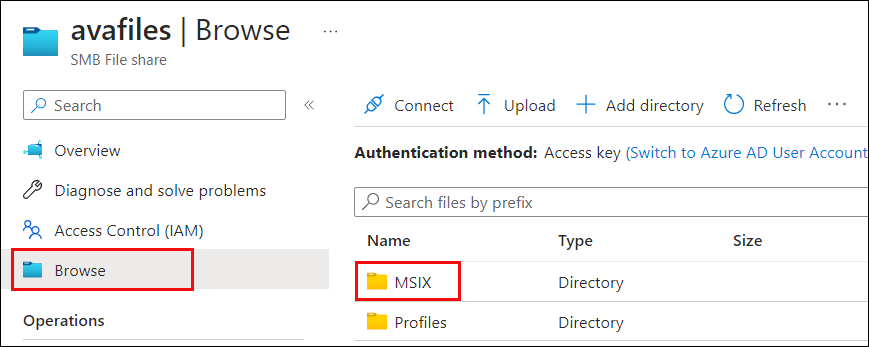 avafiles | Browse ...
SMB File share
Search «
Connect Upload Add directory Refresh ...
Overview
Diagnose and solve problems
Access Control (IAM)
Browse
Operations
Authentication method: Access key (Switch to Azure AD User Account
Search files by prefix
Name Type Size
MSIX Directory
Profiles Directory